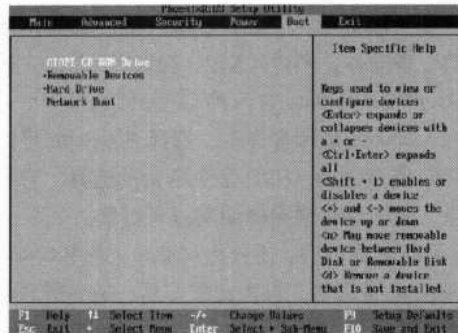 PhoenixBIOS Setup Utility
Main Advanced Security Power Boot Exit
ATAPI CD-ROM Drive
+Removable Devices
+Hard Drive
Network Boot
Item Specific Help
Keys used to view or
configure devices
<Enter> expands or
collapses devices with
a + or -
<Ctrl+Enter> expands
all
<Shift + 1> enables or
disables a device
<+> and <-> moves the
device up or down
<n> May move removable
device between Hard
Disk or Removable Disk
<d> Remove a device
that is not installed.
F1 Help ↑↓ Select Item -/+ Change Values F9 Setup Defaults
Esc Exit Select Menu Enter Select + Sub-Menu F10 Save and Exit